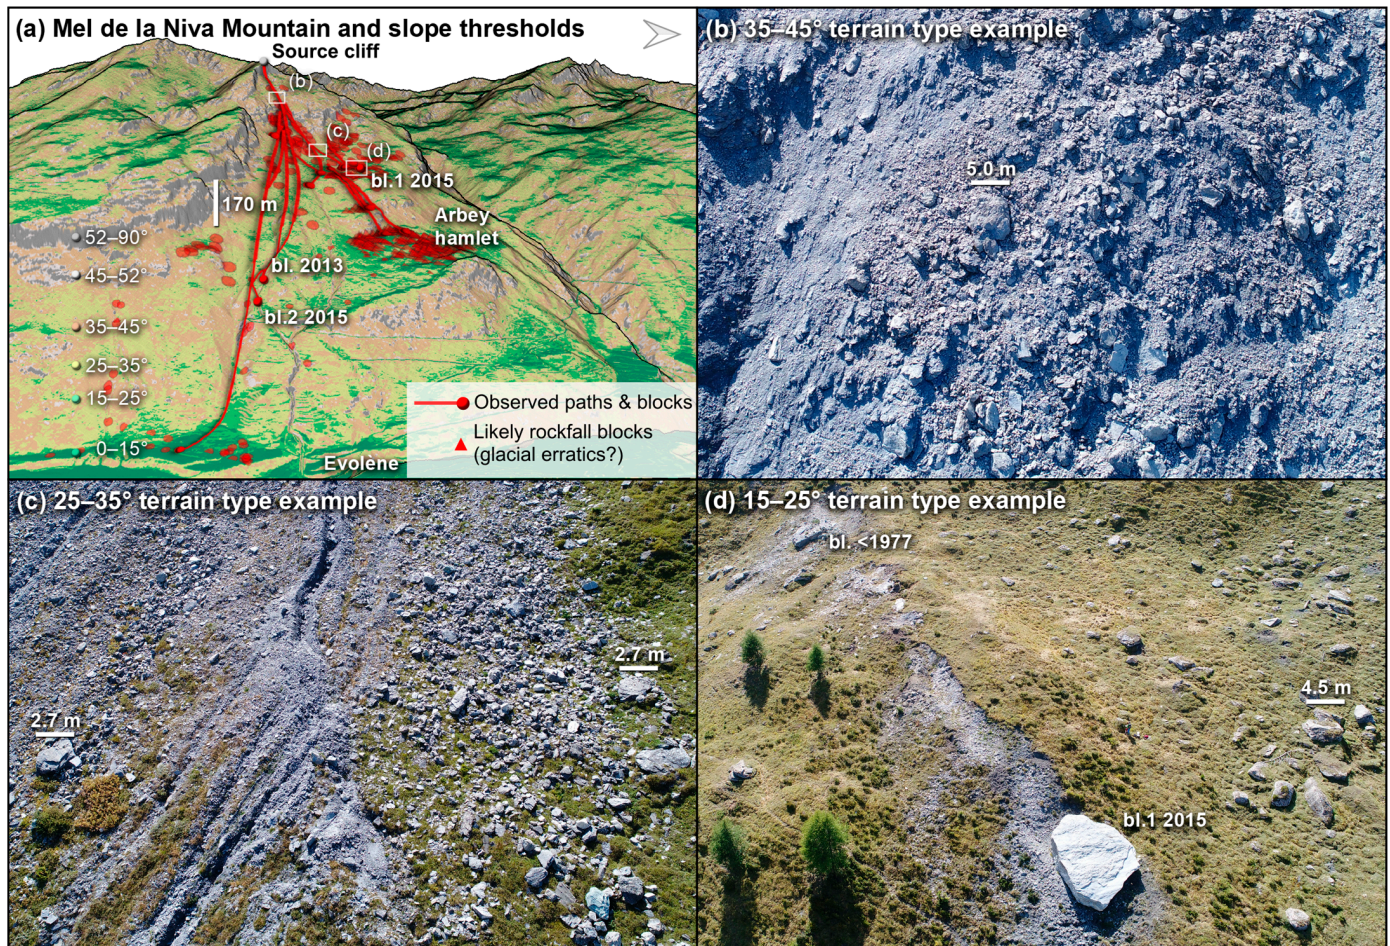 (a) Mel de la Niva Mountain and slope thresholds
Source cliff
(b)
(c)
(d)
bl.1 2015
170 m
Arbey
hamlet
52–90°
bl. 2013
45–52°
bl.2 2015
35–45°
25–35°
15–25°
0–15°
Observed paths & blocks
Likely rockfall blocks
(glacial erratics?)
Evolène
(b) 35–45° terrain type example
5.0 m
(c) 25–35° terrain type example
2.7 m
2.7 m
(d) 15–25° terrain type example
bl. <1977
4.5 m
bl.1 2015